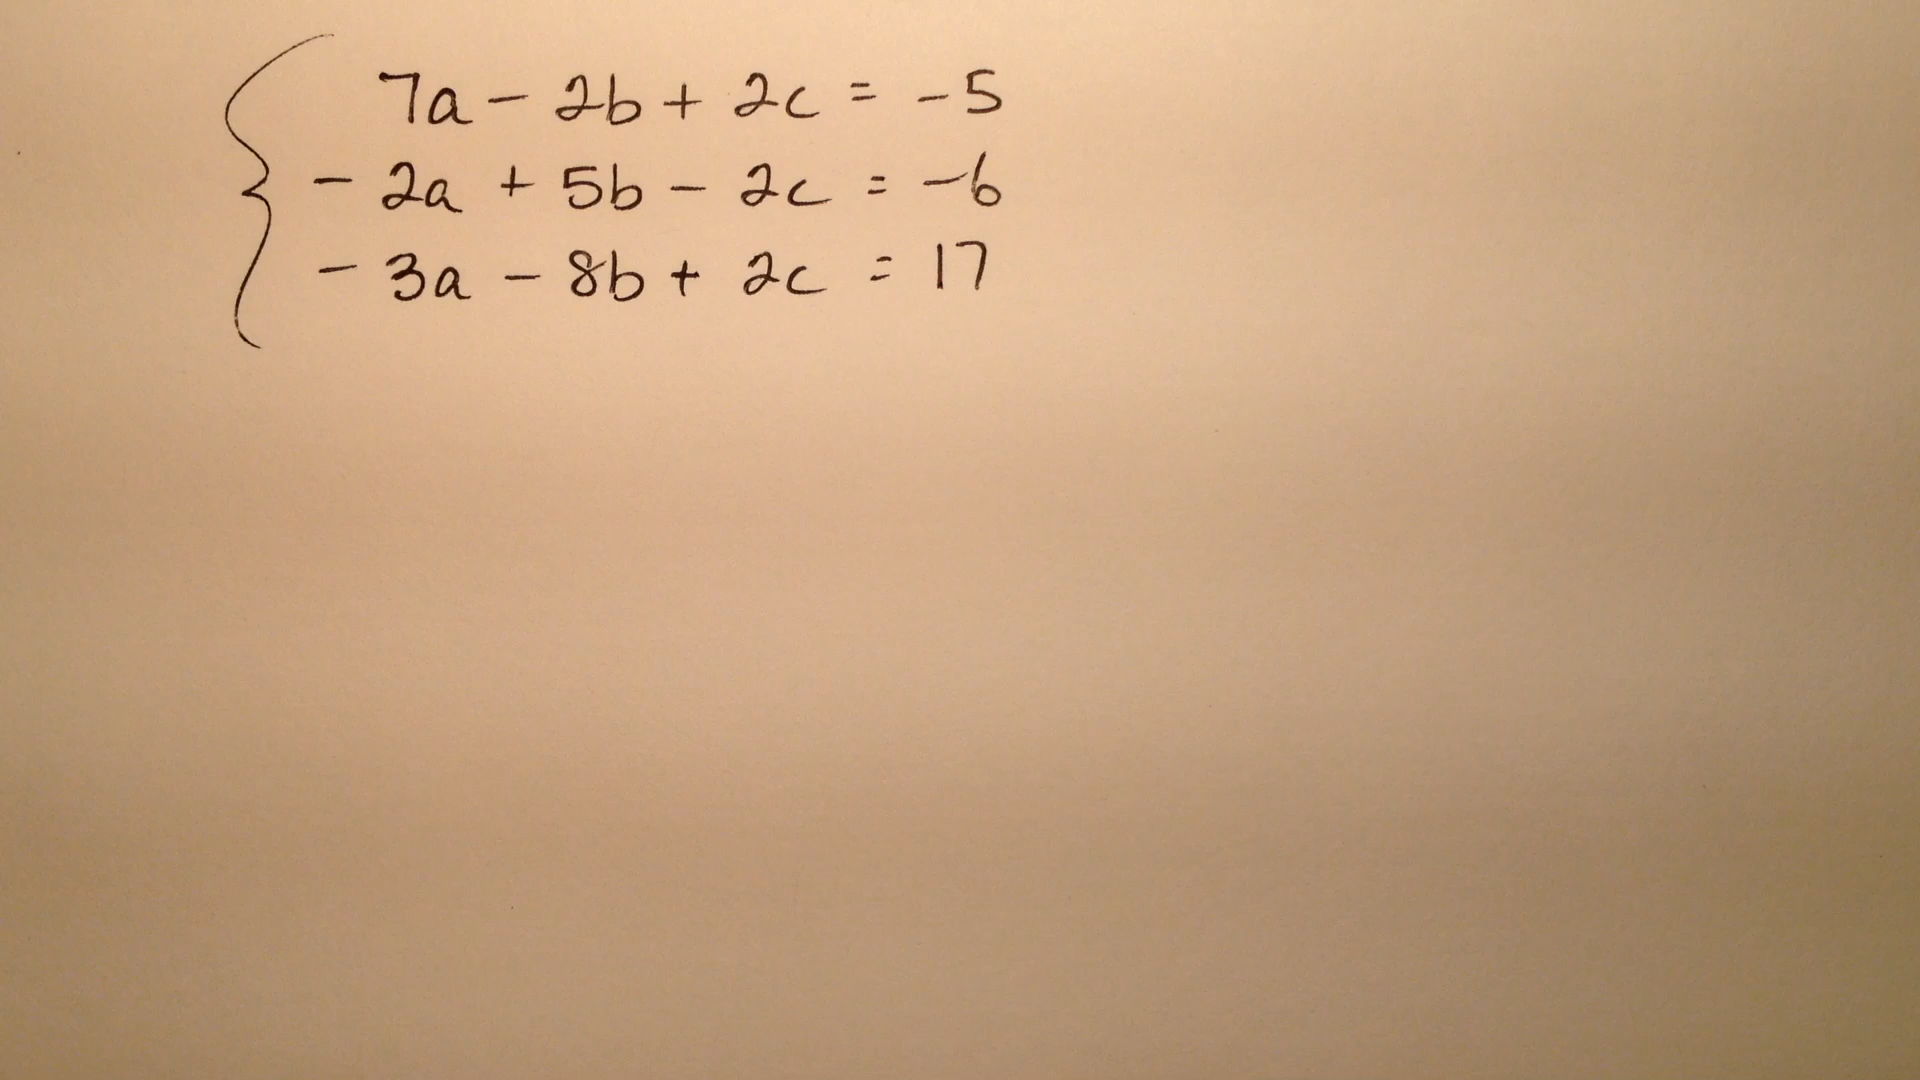 7a - 2b + 2c = -5
- 2a + 5b - 2c = -6
- 3a - 8b + 2c = 17